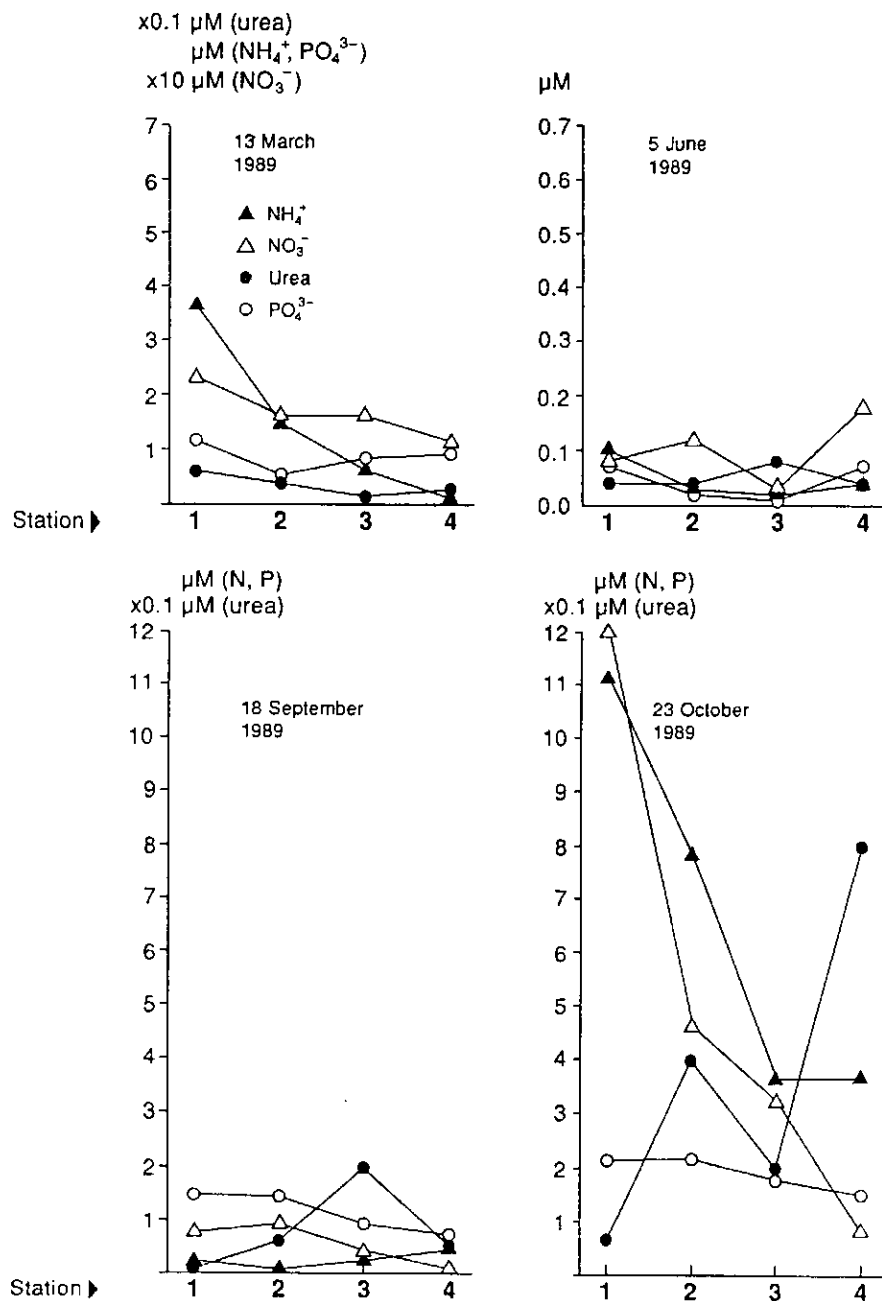 x0.1 µM (urea)
µM (NH₄⁺, PO₄³⁻)
x10 µM (NO₃⁻)
7
6
5
4
3
2
1
13 March
1989
NH₄⁺
NO₃⁻
Urea
PO₄³⁻
Station
1 2 3 4
µM
0.7
0.6
0.5
0.4
0.3
0.2
0.1
0.0
5 June
1989
1 2 3 4
µM (N, P)
x0.1 µM (urea)
12
11
10
9
8
7
6
5
4
3
2
1
18 September
1989
Station
1 2 3 4
µM (N, P)
x0.1 µM (urea)
12
11
10
9
8
7
6
5
4
3
2
1
23 October
1989
1 2 3 4